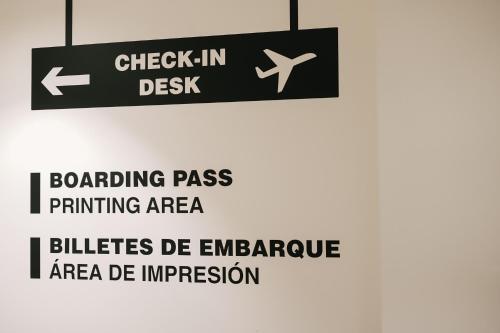 CHECK-IN
DESK
BOARDING PASS
PRINTING AREA
BILLETES DE EMBARQUE
ÁREA DE IMPRESIÓN